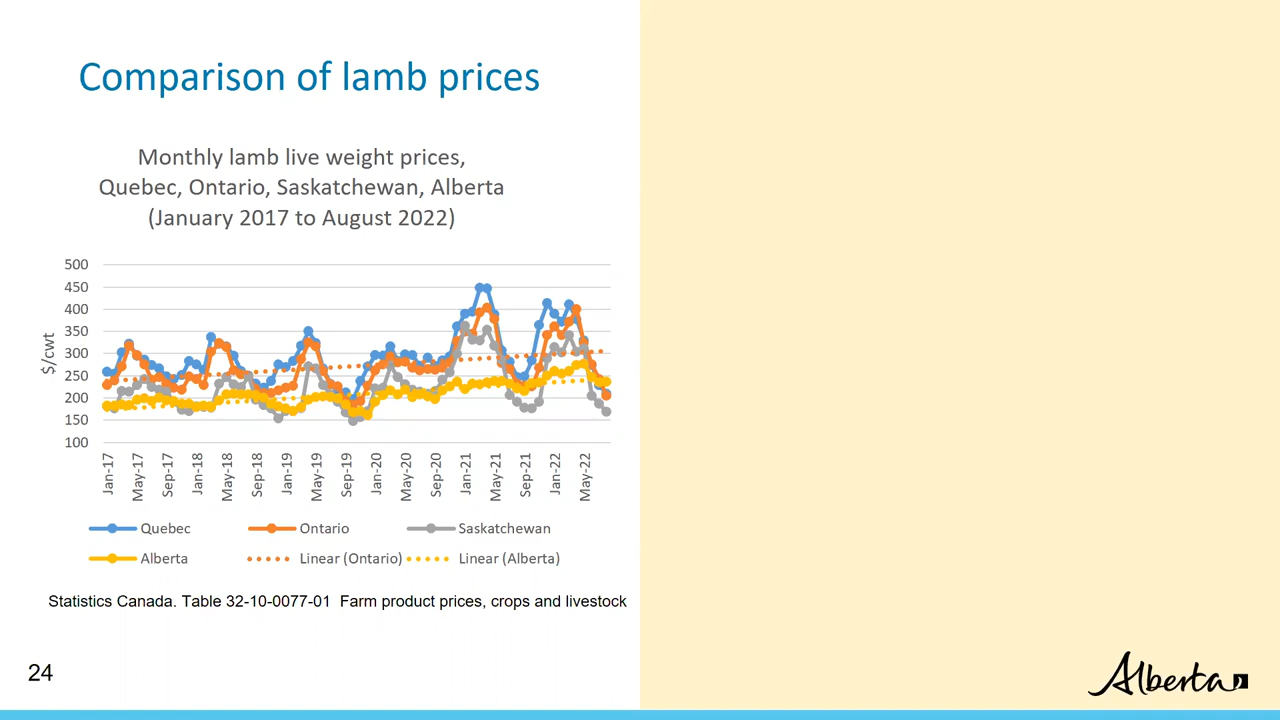 Comparison of lamb prices
Monthly lamb live weight prices,
Quebec, Ontario, Saskatchewan, Alberta
(January 2017 to August 2022)
$/cwt
500
450
400
350
300
250
200
150
100
Jan-17
May-17
Sep-17
Jan-18
May-18
Sep-18
Jan-19
May-19
Sep-19
Jan-20
May-20
Sep-20
Jan-21
May-21
Sep-21
Jan-22
May-22
Quebec
Ontario
Saskatchewan
Alberta
Linear (Ontario)
Linear (Alberta)
Statistics Canada. Table 32-10-0077-01 Farm product prices, crops and livestock
24
Alberta